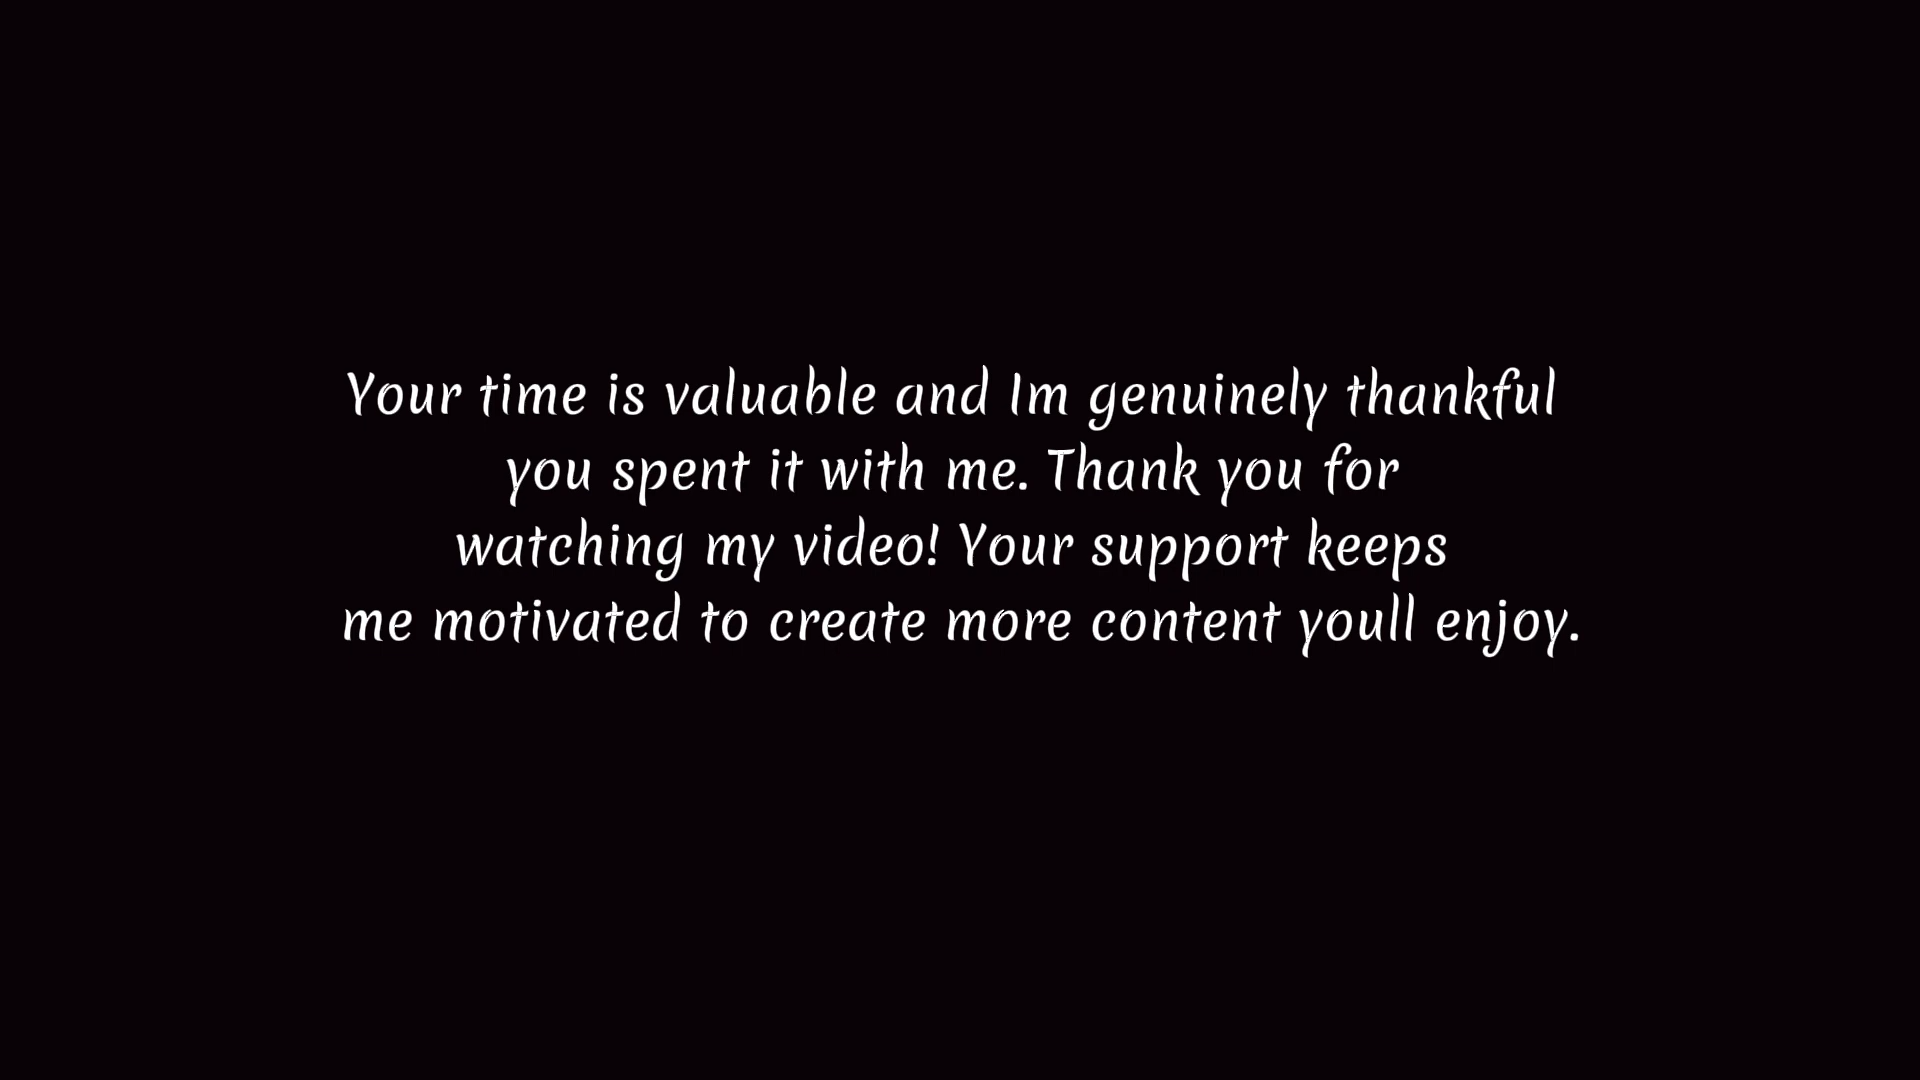 Your time is valuable and Im genuinely thankful
you spent it with me. Thank you for
watching my video! Your support keeps
me motivated to create more content youll enjoy.